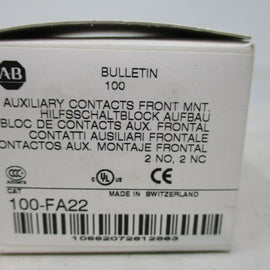 AB
BULLETIN
100
AUXILIARY CONTACTS FRONT MNT.
HILFSSCHALTBLOCK AUFBAU
BLOC DE CONTACTS AUX. FRONTAL
CONTATTI AUSILIARI FRONTALE
CONTACTOS AUX. MONTAJE FRONTAL
2 NO, 2 NC
MADE IN SWITZERLAND
CAT
100-FA22
10662072612863